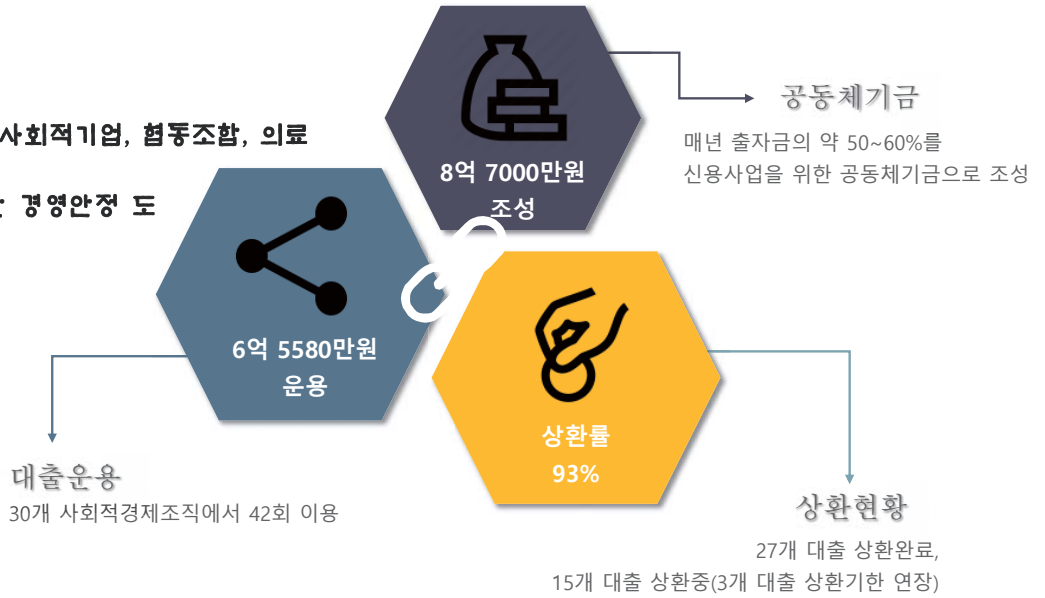 사회적기업, 협동조합, 의료
경영안정 도
8억 7000만원
조성
공동체기금
매년 출자금의 약 50~60%를
신용사업을 위한 공동체기금으로 조성
6억 5580만원
운용
대출운용
30개 사회적경제조직에서 42회 이용
상환률
93%
상환현황
27개 대출 상환완료,
15개 대출 상환중(3개 대출 상환기한 연장)